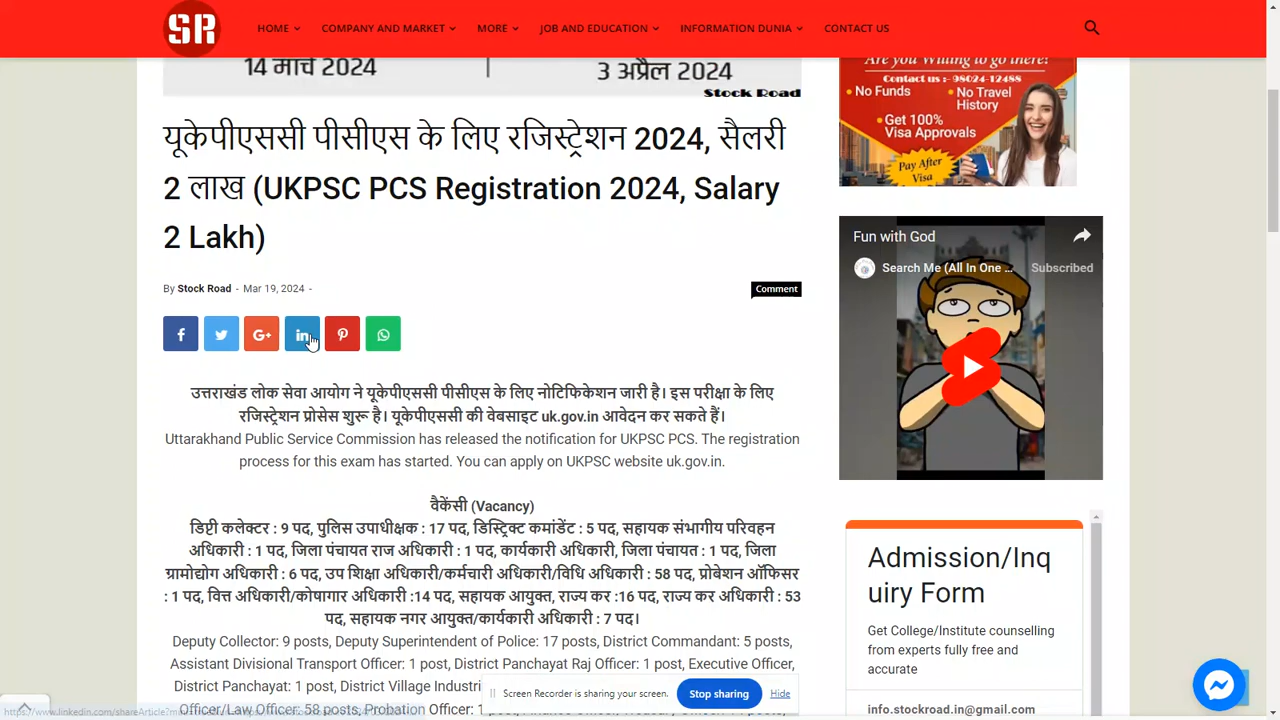 SR
HOME
COMPANY AND MARKET
MORE
JOB AND EDUCATION
INFORMATION DUNIA
CONTACT US
14 मार्च 2024 | 3 अप्रैल 2024
Stock Road
यूकेपीएससी पीसीएस के लिए रजिस्ट्रेशन 2024, सैलरी
2 लाख (UKPSC PCS Registration 2024, Salary
2 Lakh)
By Stock Road - Mar 19, 2024 -
Comment
उत्तराखंड लोक सेवा आयोग ने यूकेपीएससी पीसीएस के लिए नोटिफिकेशन जारी है। इस परीक्षा के लिए
रजिस्ट्रेशन प्रोसेस शुरू है। यूकेपीएससी की वेबसाइट uk.gov.in आवेदन कर सकते हैं।
Uttarakhand Public Service Commission has released the notification for UKPSC PCS. The registration
process for this exam has started. You can apply on UKPSC website uk.gov.in.
वैकेंसी (Vacancy)
डिप्टी कलेक्टर : 9 पद, पुलिस उपाधीक्षक : 17 पद, डिस्ट्रिक्ट कमांडेंट : 5 पद, सहायक संभागीय परिवहन
अधिकारी : 1 पद, जिला पंचायत राज अधिकारी : 1 पद, कार्यकारी अधिकारी, जिला पंचायत : 1 पद, जिला
ग्रामोद्योग अधिकारी : 6 पद, उप शिक्षा अधिकारी/कर्मचारी अधिकारी/विधि अधिकारी : 58 पद, प्रोबेशन ऑफिसर
: 1 पद, वित्त अधिकारी/कोषागार अधिकारी :14 पद, सहायक आयुक्त, राज्य कर :16 पद, राज्य कर अधिकारी : 53
पद, सहायक नगर आयुक्त/कार्यकारी अधिकारी : 7 पद।
Deputy Collector: 9 posts, Deputy Superintendent of Police: 17 posts, District Commandant: 5 posts,
Assistant Divisional Transport Officer: 1 post, District Panchayat Raj Officer: 1 post, Executive Officer,
District Panchayat: 1 post, District Village Industri
Officer/Law Officer: 58 posts, Probation Officer: 1
Are you Willing to go there!
Contact us :- 98024-12488
No Funds
No Travel
History
Get 100%
Visa Approvals
Pay After
Visa
Fun with God
Search Me (All In One ...
Subscribed
Admission/Inq
uiry Form
Get College/Institute counselling
from experts fully free and
accurate
info.stockroad.in@gmail.com
Screen Recorder is sharing your screen.
Stop sharing
Hide